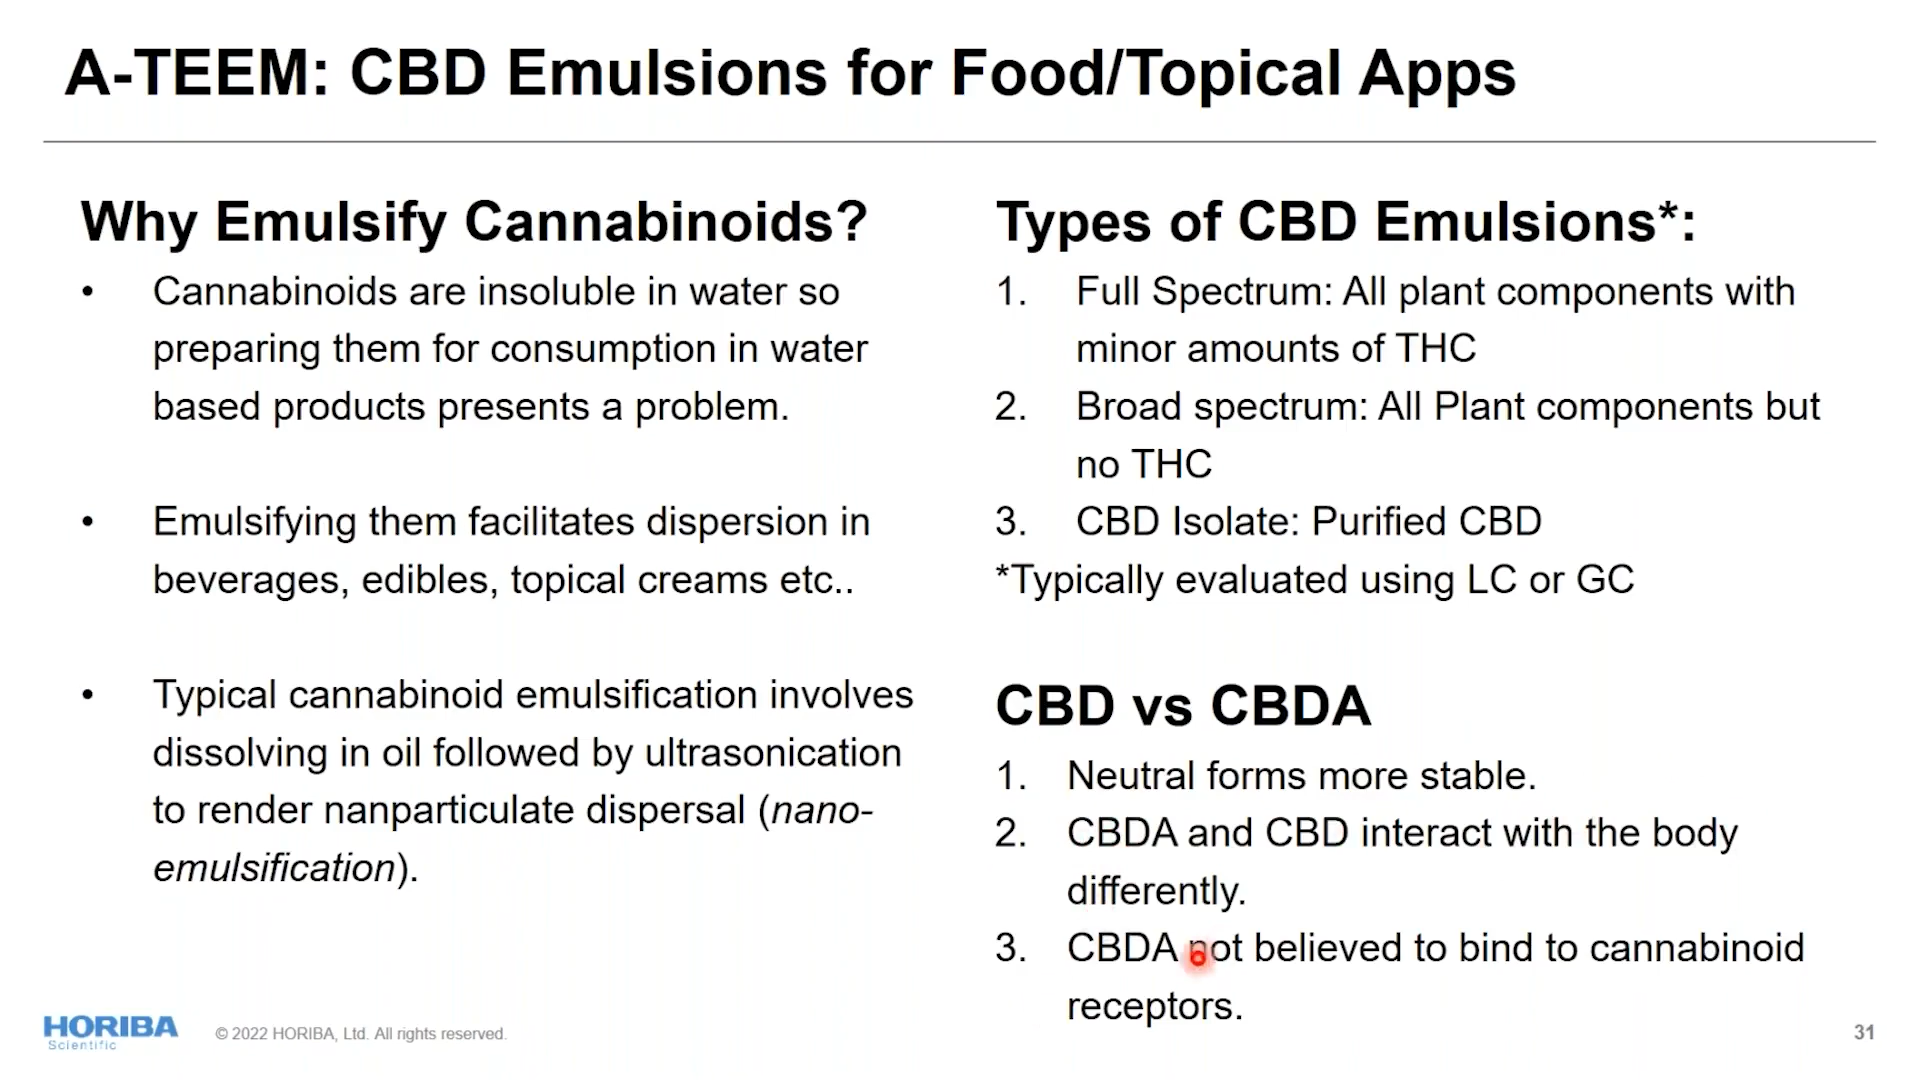 A-TEEM: CBD Emulsions for Food/Topical Apps
Why Emulsify Cannabinoids?
• Cannabinoids are insoluble in water so
preparing them for consumption in water
based products presents a problem.
• Emulsifying them facilitates dispersion in
beverages, edibles, topical creams etc..
• Typical cannabinoid emulsification involves
dissolving in oil followed by ultrasonication
to render nanparticulate dispersal (nano-
emulsification).
Types of CBD Emulsions*:
1. Full Spectrum: All plant components with
minor amounts of THC
2. Broad spectrum: All Plant components but
no THC
3. CBD Isolate: Purified CBD
*Typically evaluated using LC or GC
CBD vs CBDA
1. Neutral forms more stable.
2. CBDA and CBD interact with the body
differently.
3. CBDA not believed to bind to cannabinoid
receptors.
HORIBA
Scientific
© 2022 HORIBA, Ltd. All rights reserved.
31